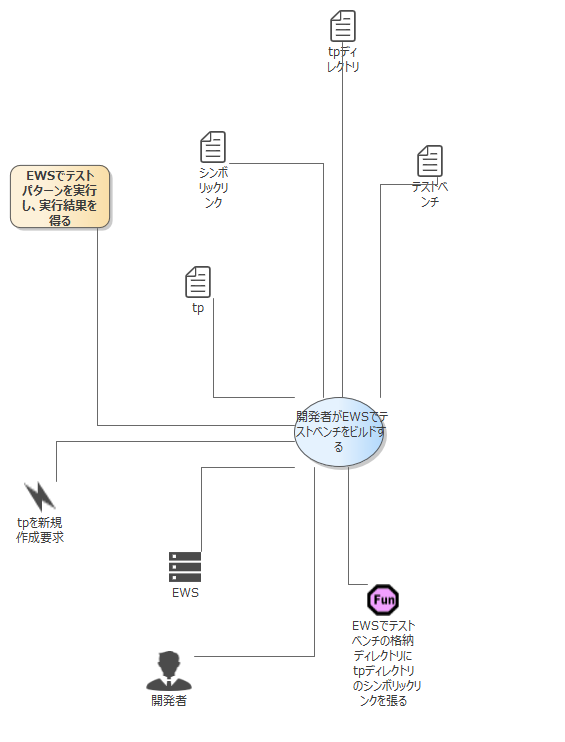 tpディ
レクトリ
シンボ
リックリ
ンク
テストベ
ンチ
EWSでテスト
パターンを実行
し、実行結果を
得る
tp
開発者がEWSでテ
ストベンチをビルドす
る
tpを新規
作成要求
EWS
Fun
EWSでテスト
ベンチの格納
ディレクトリに
tpディレクトリ
のシンボリックリ
ンクを張る
開発者